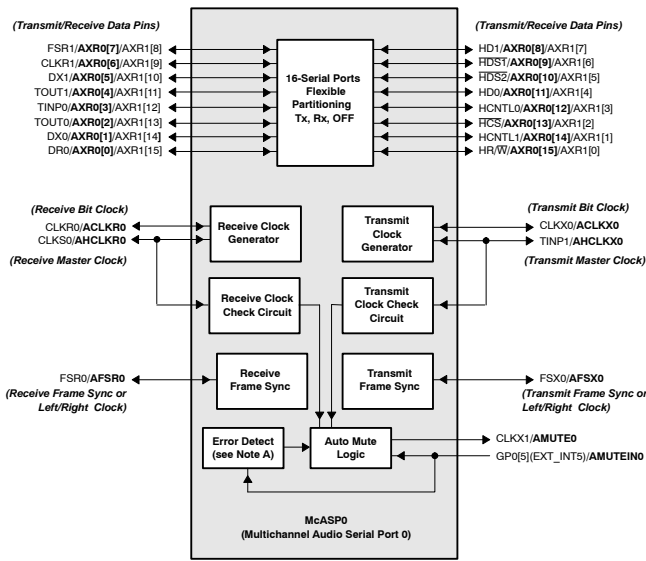 (Transmit/Receive Data Pins)
FSR1/AXR0[7]/AXR1[8]
CLKR1/AXR0[6]/AXR1[9]
DX1/AXR0[5]/AXR1[10]
TOUT1/AXR0[4]/AXR1[11]
TINP0/AXR0[3]/AXR1[12]
TOUT0/AXR0[2]/AXR1[13]
DX0/AXR0[1]/AXR1[14]
DR0/AXR0[0]/AXR1[15]
16-Serial Ports
Flexible
Partitioning
Tx, Rx, OFF
(Transmit/Receive Data Pins)
HD1/AXR0[8]/AXR1[7]
HDS1/AXR0[9]/AXR1[6]
HDS2/AXR0[10]/AXR1[5]
HD0/AXR0[11]/AXR1[4]
HCNTL0/AXR0[12]/AXR1[3]
HCS/AXR0[13]/AXR1[2]
HCNTL1/AXR0[14]/AXR1[1]
HR/W/AXR0[15]/AXR1[0]
(Receive Bit Clock)
CLKR0/ACLKR0
CLKS0/AHCLKR0
(Receive Master Clock)
Receive Clock
Generator
Transmit
Clock
Generator
(Transmit Bit Clock)
CLKX0/ACLKX0
TINP1/AHCLKX0
(Transmit Master Clock)
Receive Clock
Check Circuit
Transmit
Clock Check
Circuit
FSR0/AFSR0
(Receive Frame Sync or
Left/Right Clock)
Receive
Frame Sync
Transmit
Frame Sync
FSX0/AFSX0
(Transmit Frame Sync or
Left/Right Clock)
Error Detect
(see Note A)
Auto Mute
Logic
CLKX1/AMUTE0
GP0[5](EXT_INT5)/AMUTEIN0
McASP0
(Multichannel Audio Serial Port 0)